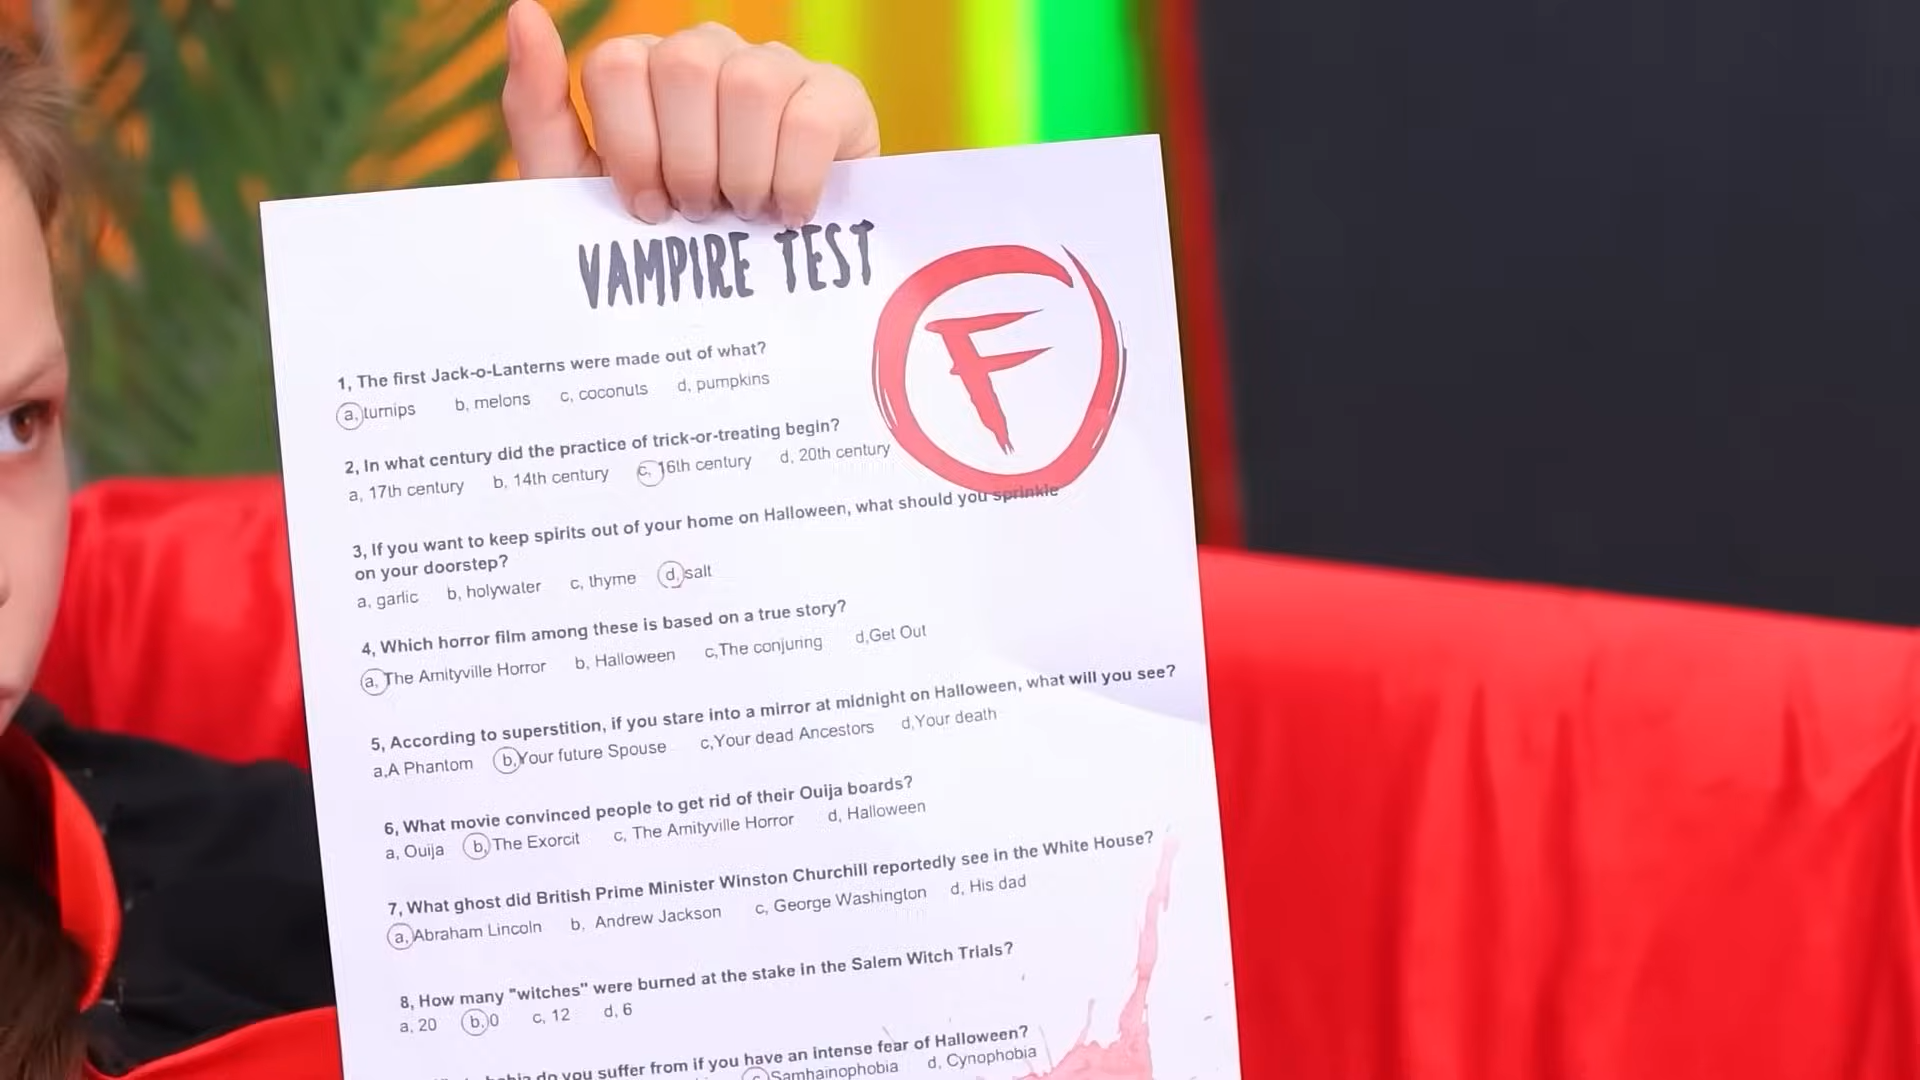 VAMPIRE TEST
F
1, The first Jack-o-Lanterns were made out of what?
a, turnips b, melons c, coconuts d, pumpkins
2, In what century did the practice of trick-or-treating begin?
a, 17th century b, 14th century c, 16th century d, 20th century
3, If you want to keep spirits out of your home on Halloween, what should you sprinkle
on your doorstep?
a, garlic b, holywater c, thyme d, salt
4, Which horror film among these is based on a true story?
a, The Amityville Horror b, Halloween c,The conjuring d,Get Out
5, According to superstition, if you stare into a mirror at midnight on Halloween, what will you see?
a,A Phantom b,Your future Spouse c,Your dead Ancestors d,Your death
6, What movie convinced people to get rid of their Ouija boards?
a, Ouija b, The Exorcit c, The Amityville Horror d, Halloween
7, What ghost did British Prime Minister Winston Churchill reportedly see in the White House?
a, Abraham Lincoln b, Andrew Jackson c, George Washington d, His dad
8, How many "witches" were burned at the stake in the Salem Witch Trials?
a, 20 b, 0 c, 12 d, 6
do you suffer from if you have an intense fear of Halloween?
c, Samhainophobia d, Cynophobia